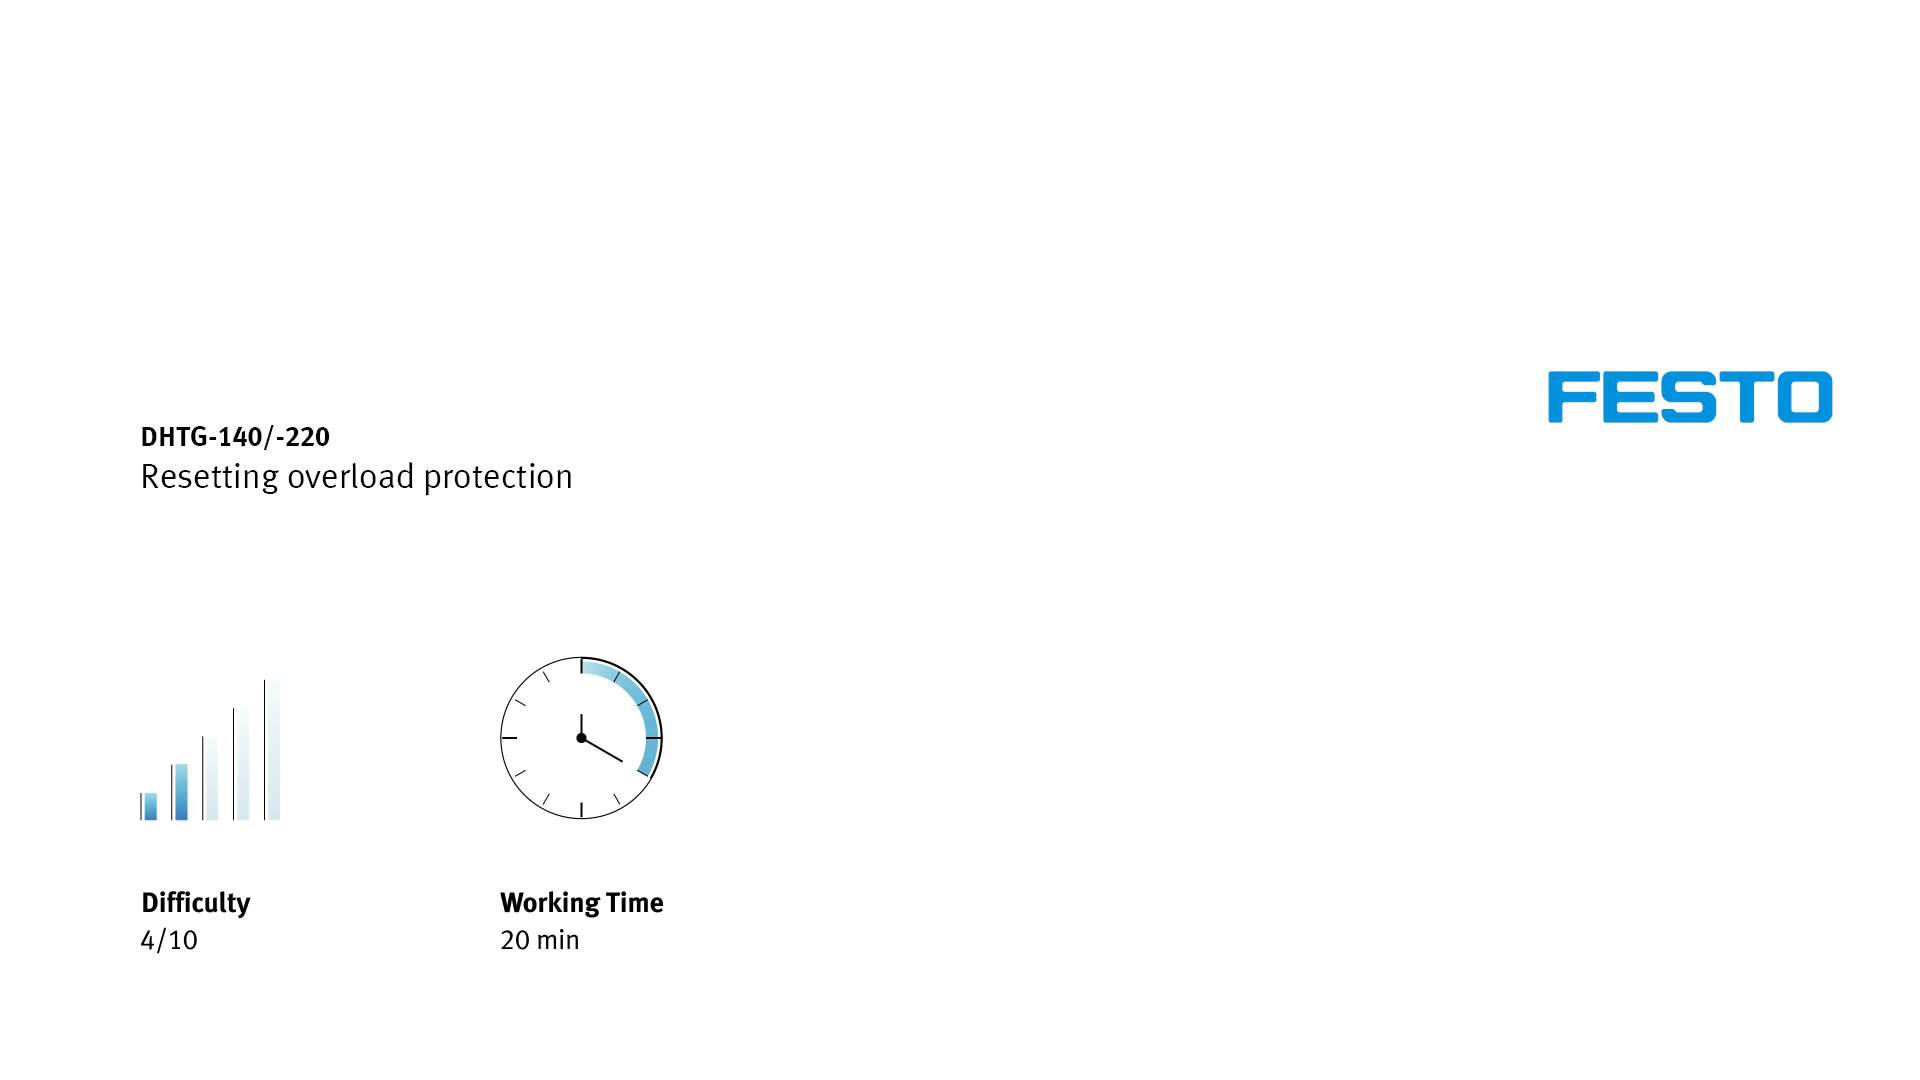 FESTO
DHTG-140/-220
Resetting overload protection
Difficulty
4/10
Working Time
20 min